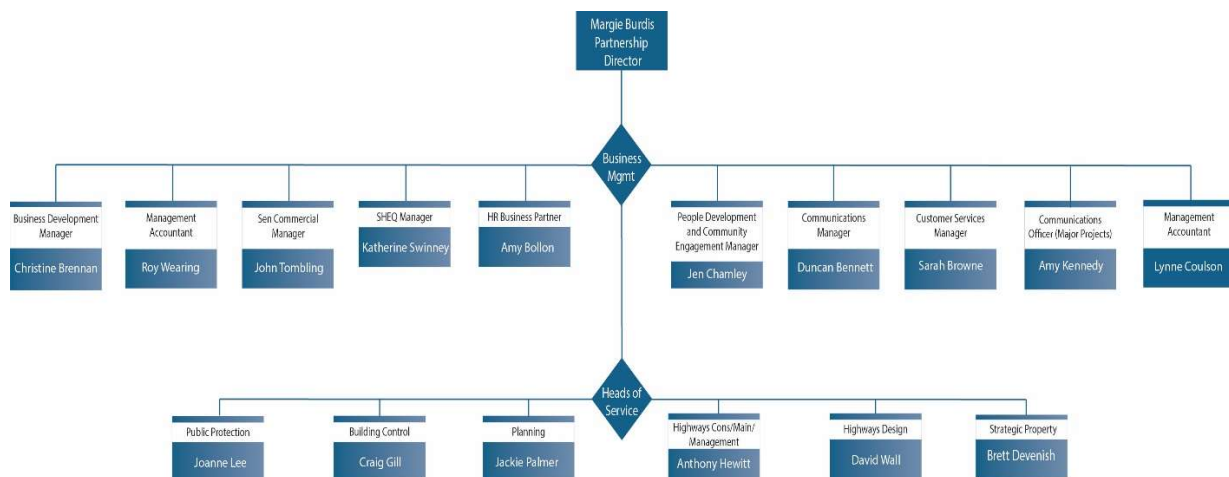 Margie Burdis
Partnership
Director
Business
Mgmt
Business Development
Manager
Christine Brennan
Management
Accountant
Roy Wearing
Sen Commercial
Manager
John Tombling
SHEQ Manager
Katherine Swinney
HR Business Partner
Amy Bollon
People Development
and Community
Engagement Manager
Jen Chamley
Communications
Manager
Duncan Bennett
Customer Services
Manager
Sarah Browne
Communications
Officer (Major Projects)
Amy Kennedy
Management
Accountant
Lynne Coulson
Heads of
Service
Public Protection
Joanne Lee
Building Control
Craig Gill
Planning
Jackie Palmer
Highways Cons/Main/
Management
Anthony Hewitt
Highways Design
David Wall
Strategic Property
Brett Devenish